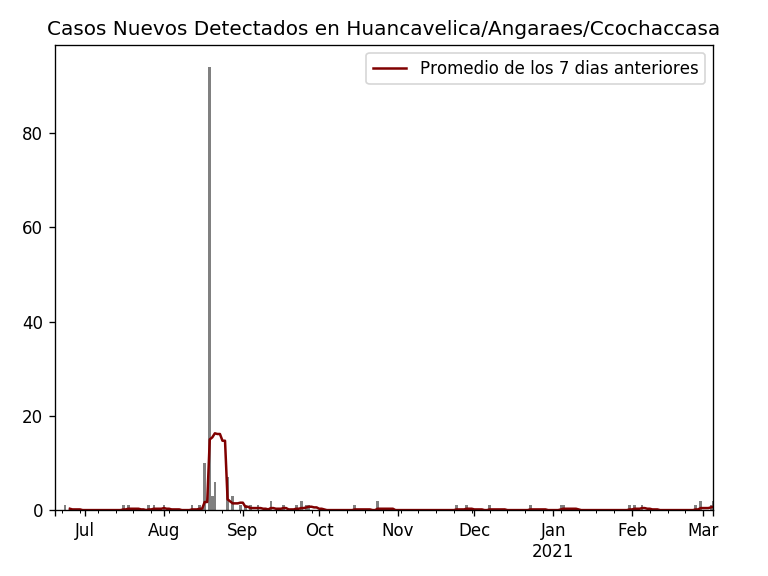 Casos Nuevos Detectados en Huancavelica/Angaraes/Ccochaccasa
Promedio de los 7 dias anteriores
80
60
40
20
0
Jul Aug Sep Oct Nov Dec Jan Feb Mar
2021